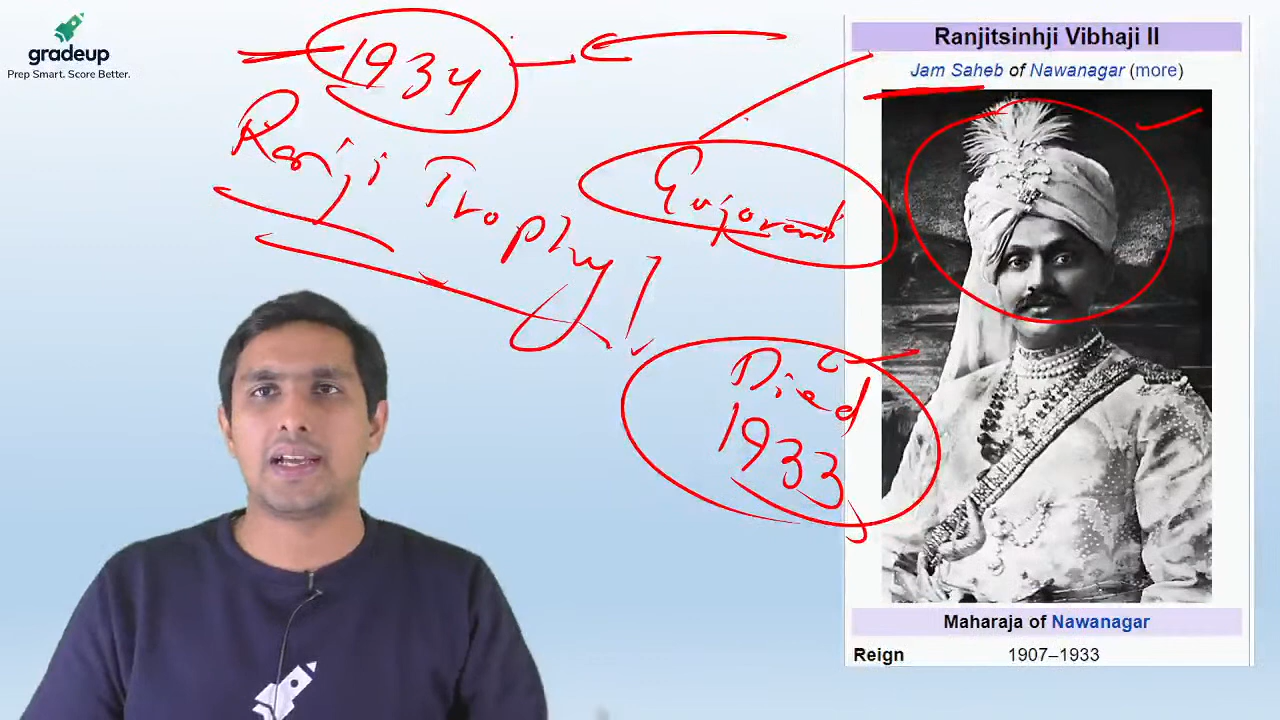 gradeup
Prep Smart. Score Better.
1934
Ranji Trophy
Gujarat
Died
1933
Ranjitsinhji Vibhaji II
Jam Saheb of Nawanagar (more)
Maharaja of Nawanagar
Reign 1907–1933